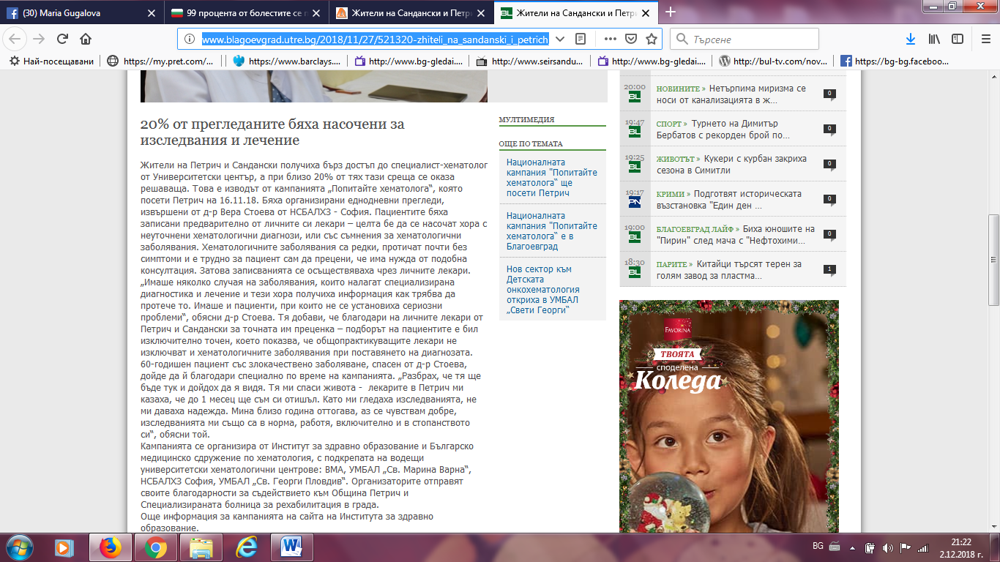 (30) Maria Gugalova
99 процента от болестите се п
Жители на Сандански и Петри
Жители на Сандански и Петри
www.blagoevgrad.utre.bg/2018/11/27/521320-zhiteli_na_sandanski_i_petrich
Търсене
Най-посещавани
https://my.pret.com/...
https://www.barclays....
http://www.bg-gledai....
http://www.seirsandu...
http://www.bg-gledai....
http://bul-tv.com/nov...
https://bg-bg.faceboo...
20% от прегледаните бяха насочени за
изследвания и лечение
Жители на Петрич и Сандански получиха бърз достъп до специалист-хематолог
от Университетски център, а при близо 20% от тях тази среща се оказа
решаваща. Това е изводът от кампанията „Попитайте хематолога“, която
посети Петрич на 16.11.18. Бяха организирани еднодневни прегледи,
извършени от д-р Вера Стоева от НСБАЛХЗ - София. Пациентите бяха
записани предварително от личните си лекари – целта бе да се насочат хора с
неуточнени хематологични диагнози, или със съмнения за хематологични
заболявания. Хематологичните заболявания са редки, протичат почти без
симптоми и е трудно за пациент сам да прецени, че има нужда от подобна
консултация. Затова записванията се осъществяваха чрез личните лекари.
„Имаше няколко случая на заболявания, които налагат специализирана
диагностика и лечение и тези хора получиха информация как трябва да
протече то. Имаше и пациенти, при които не се установиха сериозни
проблеми“, обясни д-р Стоева. Тя добави, че благодари на личните лекари от
Петрич и Сандански за точната им преценка – подборът на пациентите е бил
изключително точен, което показва, че общопрактикуващите лекари не
изключват и хематологичните заболявания при поставянето на диагнозата.
60-годишен пациент със злокачествено заболяване, спасен от д-р Стоева,
дойде да й благодари специално по време на кампанията. „Разбрах, че тя ще
бъде тук и дойдох да я видя. Тя ми спаси живота -  лекарите в Петрич ми
казаха, че до 1 месец ще съм си отишъл. Като ми гледаха изследванията, не
ми даваха надежда. Мина близо година оттогава, аз се чувствам добре,
изследванията ми също са в норма, работя, включително и в стопанството
си“, обясни той.
Кампанията се организира от Институт за здравно образование и Българско
медицинско сдружение по хематология, с подкрепата на водещи
университетски хематологични центрове: ВМА, УМБАЛ „Св. Марина Варна“,
НСБАЛХЗ София, УМБАЛ „Св. Георги Пловдив“. Организаторите отправят
своите благодарности за съдействието към Община Петрич и
Специализираната болница за рехабилитация в града.
Още информация за кампанията на сайта на Института за здравно
образование.
МУЛТИМЕДИЯ
ОЩЕ ПО ТЕМАТА
Националната
кампания "Попитайте
хематолога“ ще
посети Петрич
Националната
кампания "Попитайте
хематолога“ е в
Благоевград
Нов сектор към
Детската
онкохематология
откриха в УМБАЛ
„Свети Георги“
20:00 BL НОВИНИТЕ » Нетърпима миризма се
носи от канализацията в ж... 0
19:47 BL СПОРТ » Турнето на Димитър
Бербатов с рекорден брой по... 0
19:25 BL ЖИВОТЪТ » Кукери с курбан закриха
сезона в Симитли 0
19:17 PN КРИМИ » Подготвят историческата
възстановка "Един ден ... 0
19:00 BL БЛАГОЕВГРАД ЛАЙФ » Биха юношите на
"Пирин" след мача с "Нефтохими... 0
18:30 BL ПАРИТЕ » Китайци търсят терен за
голям завод за пластма... 1
FAVORINA
ТВОЯТА
споделена
Коледа
BG
21:22
2.12.2018 г.